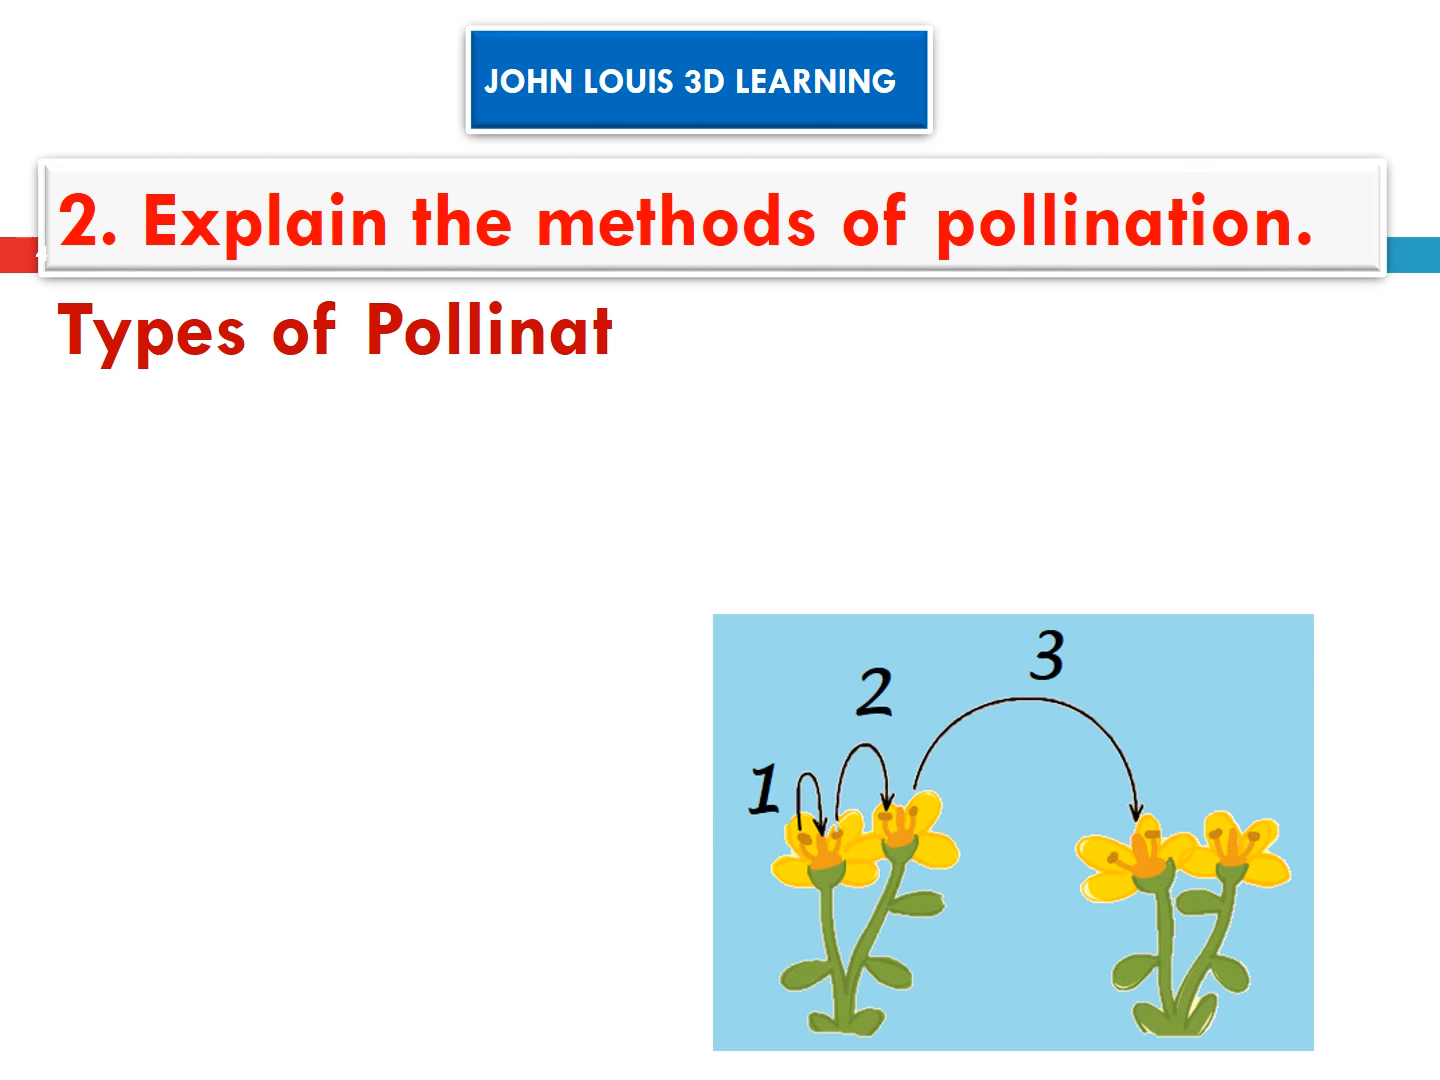 JOHN LOUIS 3D LEARNING
2. Explain the methods of pollination.
Types of Pollinat
3
2
1